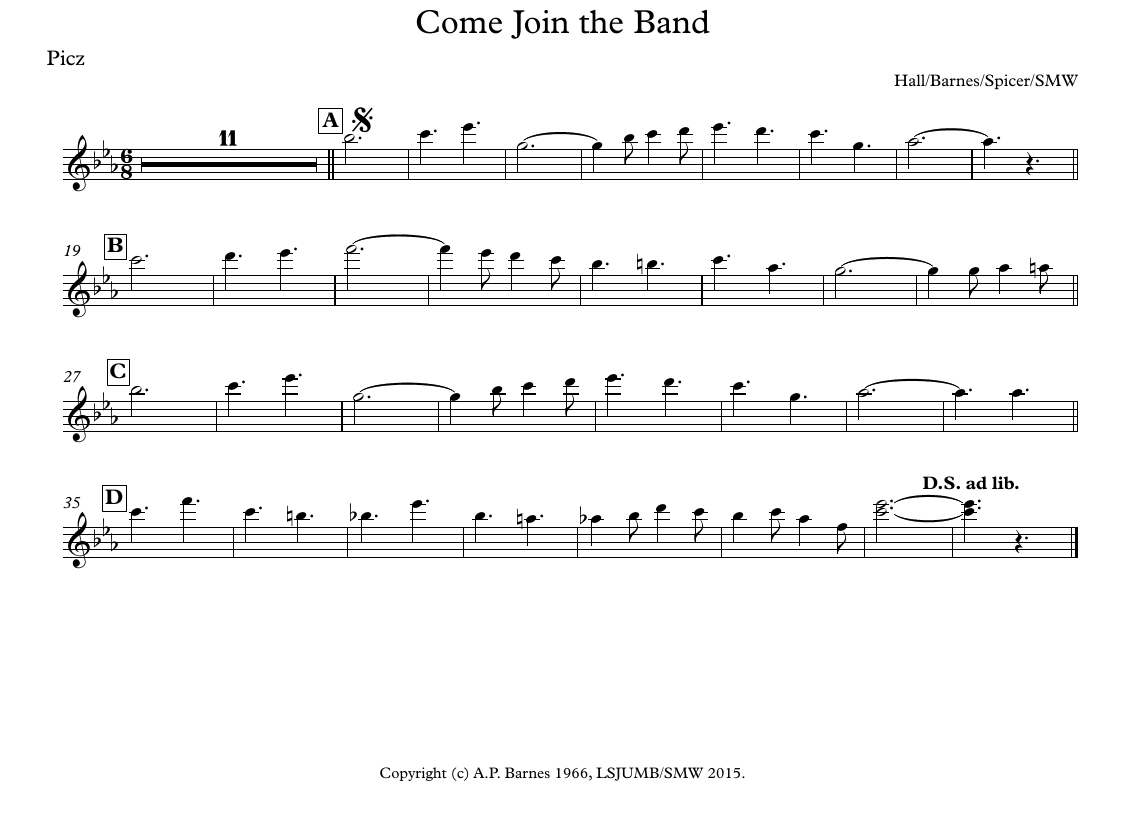 Come Join the Band
Picz
Hall/Barnes/Spicer/SMW
11
A
6
8
19
B
27
C
D.S. ad lib.
35
D
Copyright (c) A.P. Barnes 1966, LSJUMB/SMW 2015.